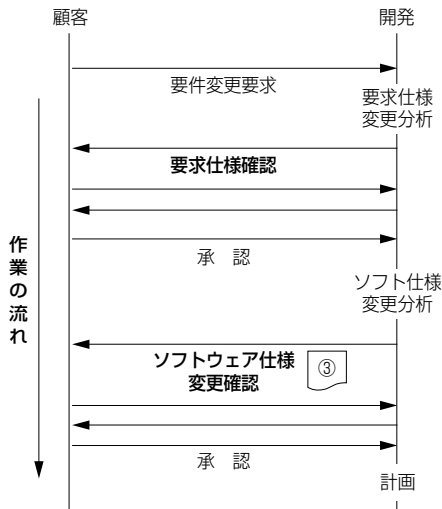 顧客
開発
要件変更要求
要求仕様
変更分析
要求仕様確認
承 認
作業の流れ
ソフト仕様
変更分析
ソフトウェア仕様
変更確認
③
承 認
計画